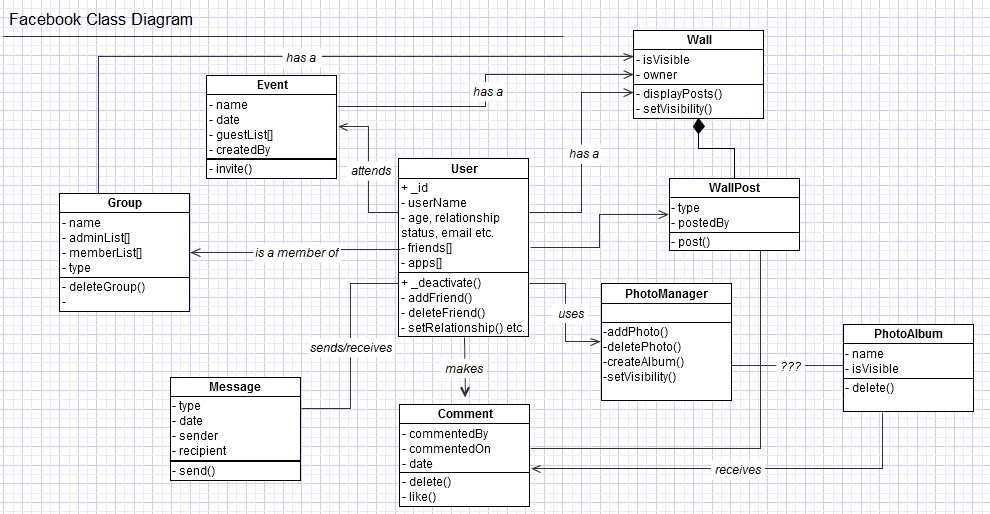 Facebook Class Diagram
Wall
- isVisible
- owner
- displayPosts()
- setVisibility()
has a
Event
- name
- date
- guestList[]
- createdBy
- invite()
has a
has a
attends
User
+ _id
- userName
- age, relationship
status, email etc.
- friends[]
- apps[]
+ _deactivate()
- addFriend()
- deleteFriend()
- setRelationship() etc.
WallPost
- type
- postedBy
- post()
Group
- name
- adminList[]
- memberList[]
- type
- deleteGroup()
-
is a member of
PhotoManager
-addPhoto()
-deletePhoto()
-createAlbum()
-setVisibility()
uses
PhotoAlbum
- name
- isVisible
- delete()
???
sends/receives
makes
Message
- type
- date
- sender
- recipient
- send()
Comment
- commentedBy
- commentedOn
- date
- delete()
- like()
receives